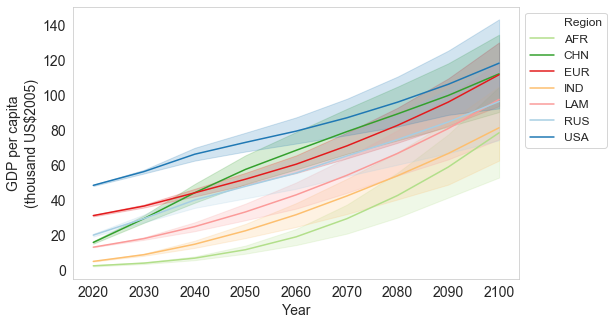 GDP per capita
(thousand US$2005)
140
120
100
80
60
40
20
0
2020 2030 2040 2050 2060 2070 2080 2090 2100
Year
Region
AFR
CHN
EUR
IND
LAM
RUS
USA